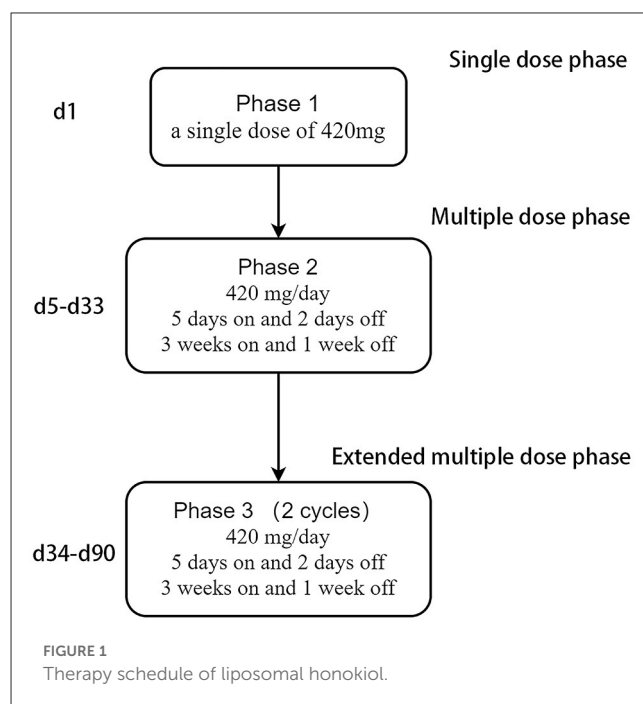 Single dose phase
d1
Phase 1
a single dose of 420mg
Multiple dose phase
d5-d33
Phase 2
420 mg/day
5 days on and 2 days off
3 weeks on and 1 week off
Extended multiple dose phase
d34-d90
Phase 3 (2 cycles)
420 mg/day
5 days on and 2 days off
3 weeks on and 1 week off
FIGURE 1
Therapy schedule of liposomal honokiol.